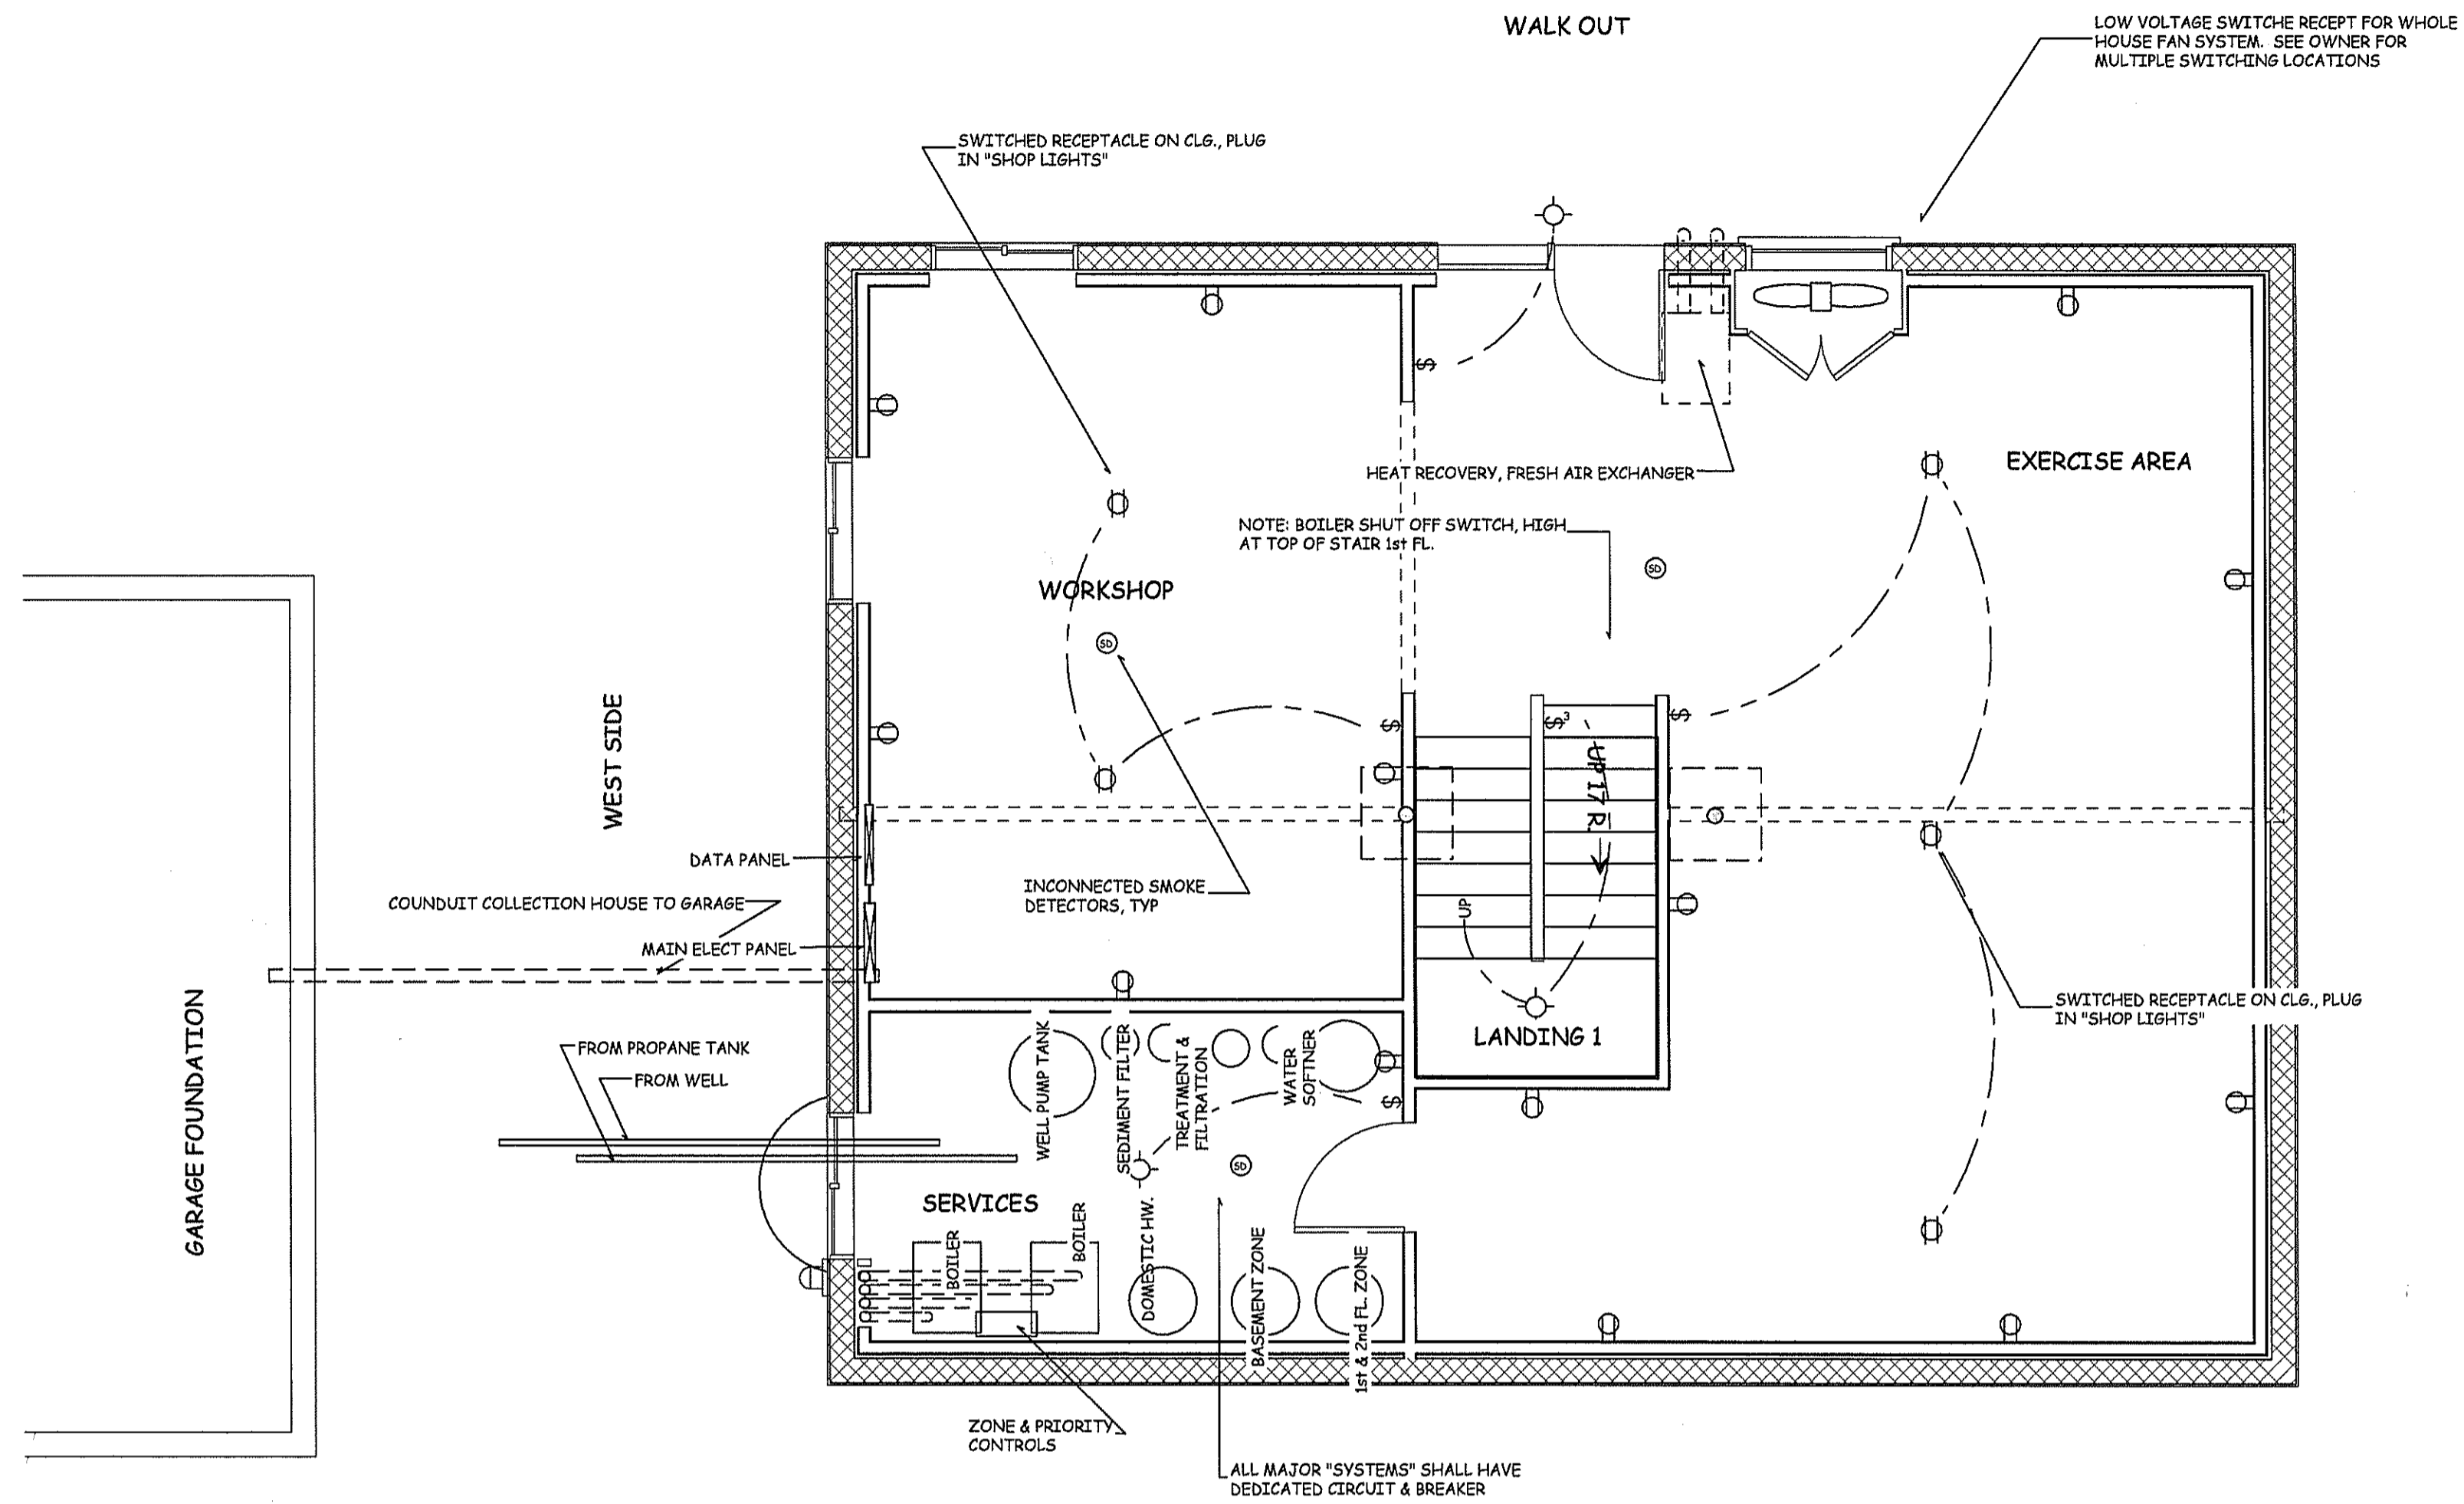 WALK OUT
LOW VOLTAGE SWITCHE RECEPT FOR WHOLE
HOUSE FAN SYSTEM. SEE OWNER FOR
MULTIPLE SWITCHING LOCATIONS
SWITCHED RECEPTACLE ON CLG., PLUG
IN "SHOP LIGHTS"
$
EXERCISE AREA
HEAT RECOVERY, FRESH AIR EXCHANGER
NOTE: BOILER SHUT OFF SWITCH, HIGH
AT TOP OF STAIR 1st FL.
SD
WORKSHOP
SD
WEST SIDE
$
$3
$
UP 17 R.
DATA PANEL
INCONNECTED SMOKE
DETECTORS, TYP
COUNDUIT COLLECTION HOUSE TO GARAGE
UP
MAIN ELECT PANEL
GARAGE FOUNDATION
SWITCHED RECEPTACLE ON CLG., PLUG
IN "SHOP LIGHTS"
LANDING 1
FROM PROPANE TANK
FROM WELL
WELL PUMP TANK
SEDIMENT FILTER
TREATMENT &
FILTRATION
WATER
SOFTNER
$
SD
SERVICES
BOILER
BOILER
DOMESTIC HW.
BASEMENT ZONE
1st & 2nd FL. ZONE
ZONE & PRIORITY
CONTROLS
ALL MAJOR "SYSTEMS" SHALL HAVE
DEDICATED CIRCUIT & BREAKER